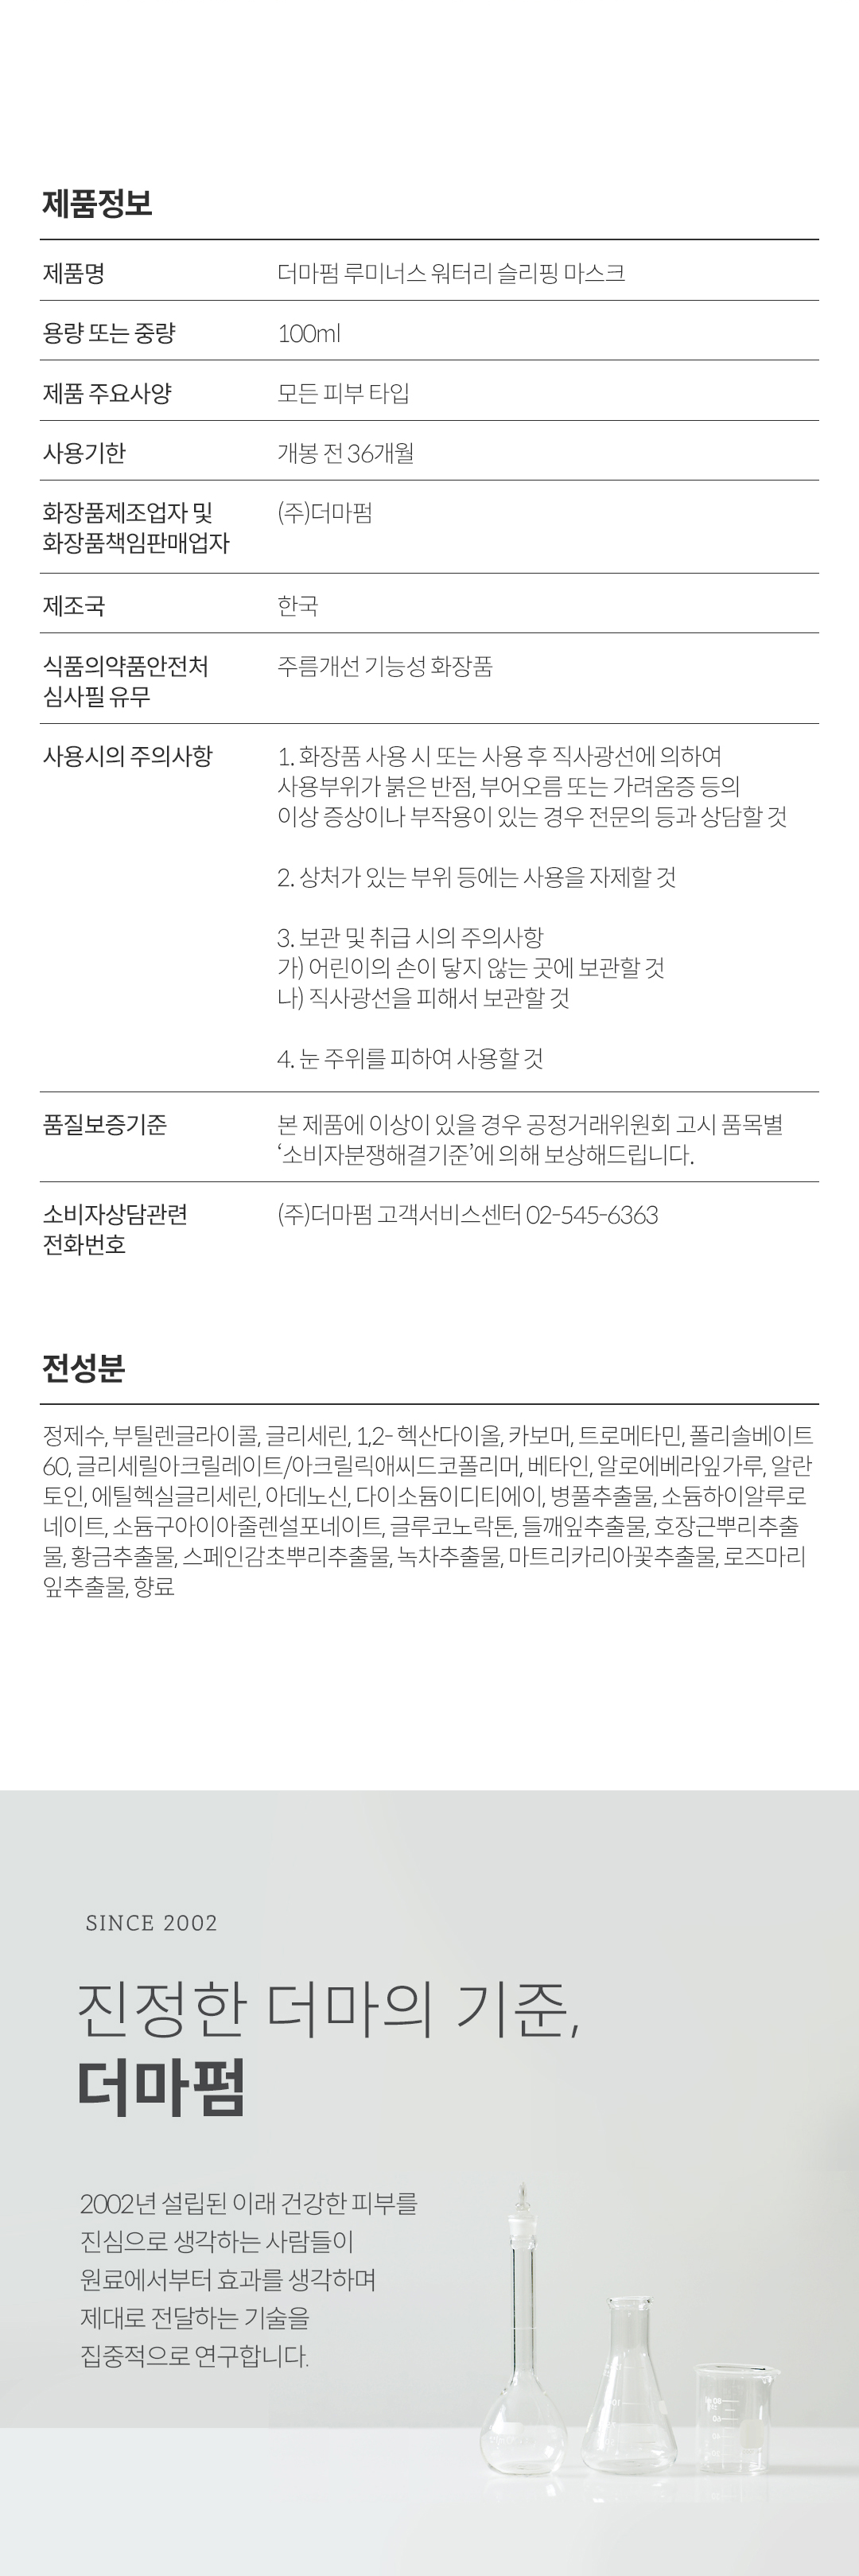 제품정보
제품명 더마펌 루미너스 워터리 슬리핑 마스크
용량 또는 중량 100ml
제품 주요사양 모든 피부 타입
사용기한 개봉 전 36개월
화장품제조업자 및 (주)더마펌
화장품책임판매업자
제조국 한국
식품의약품안전처 주름개선 기능성 화장품
심사필 유무
사용시의 주의사항 1. 화장품 사용 시 또는 사용 후 직사광선에 의하여
사용부위가 붉은 반점, 부어오름 또는 가려움증 등의
이상 증상이나 부작용이 있는 경우 전문의 등과 상담할 것
2. 상처가 있는 부위 등에는 사용을 자제할 것
3. 보관 및 취급 시의 주의사항
가) 어린이의 손이 닿지 않는 곳에 보관할 것
나) 직사광선을 피해서 보관할 것
4. 눈 주위를 피하여 사용할 것
품질보증기준 본 제품에 이상이 있을 경우 공정거래위원회 고시 품목별
‘소비자분쟁해결기준’에 의해 보상해드립니다.
소비자상담관련 (주)더마펌 고객서비스센터 02-545-6363
전화번호
전성분
정제수, 부틸렌글라이콜, 글리세린, 1,2-헥산다이올, 카보머, 트로메타민, 폴리솔베이트
60, 글리세릴아크릴레이트/아크릴릭애씨드코폴리머, 베타인, 알로에베라잎가루, 알란
토인, 에틸헥실글리세린, 아데노신, 다이소듐이디티에이, 병풀추출물, 소듐하이알루로
네이트, 소듐구아이아줄렌설포네이트, 글루코노락톤, 들깨잎추출물, 호장근뿌리추출
물, 황금추출물, 스페인감초뿌리추출물, 녹차추출물, 마트리카리아꽃추출물, 로즈마리
잎추출물, 향료
SINCE 2002
진정한 더마의 기준,
더마펌
2002년 설립된 이래 건강한 피부를
진심으로 생각하는 사람들이
원료에서부터 효과를 생각하며
제대로 전달하는 기술을
집중적으로 연구합니다.